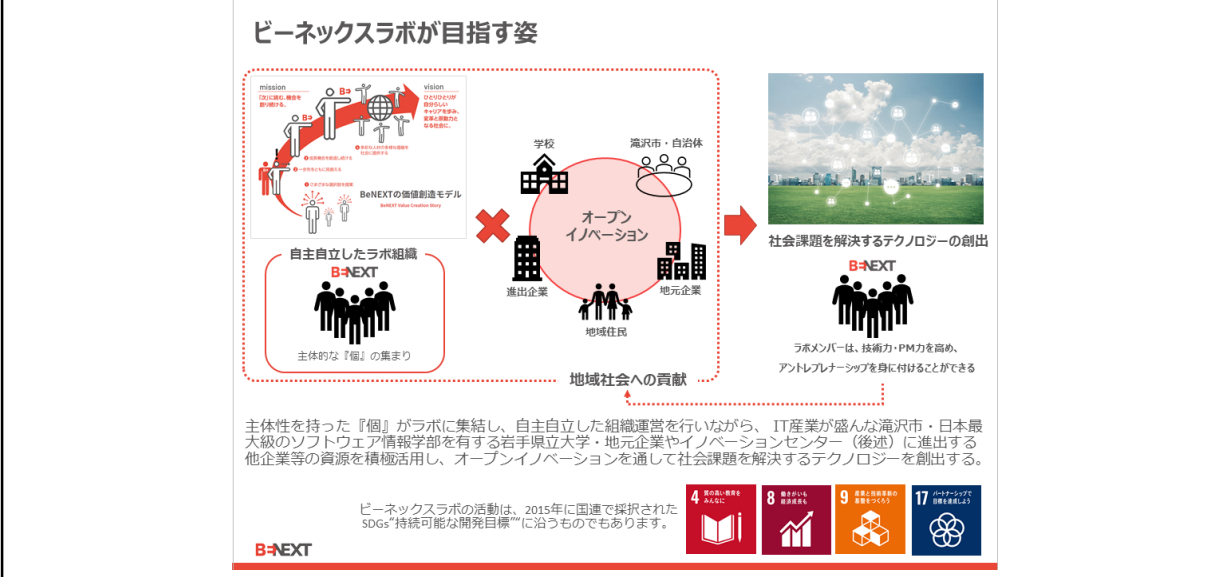 ビーネックスラボが目指す姿
mission
「次」に挑む、機会を
創り続ける。
vision
ひとりひとりが
自分らしい
キャリアを歩み、
変革と原動力と
なる社会に。
BeNEXTの価値創造モデル
BeNEXT Value Creation Story
自主自立したラボ組織
BENEXT
主体的な『個』の集まり
学校
滝沢市・自治体
オープン
イノベーション
進出企業
地元企業
地域住民
地域社会への貢献
社会課題を解決するテクノロジーの創出
BENEXT
ラボメンバーは、技術力・PM力を高め、
アントレプレナーシップを身に付けることができる
主体性を持った『個』がラボに集結し、自主自立した組織運営を行いながら、 IT産業が盛んな滝沢市・日本最
大級のソフトウェア情報学部を有する岩手県立大学・地元企業やイノベーションセンター（後述）に進出する
他企業等の資源を積極活用し、オープンイノベーションを通して社会課題を解決するテクノロジーを創出する。
ビーネックスラボの活動は、2015年に国連で採択された
SDGs“持続可能な開発目標”“に沿うものでもあります。
4 質の高い教育を
みんなに
8 働きがいも
経済成長も
9 産業と技術革新の
基盤をつくろう
17 パートナーシップで
目標を達成しよう
BENEXT